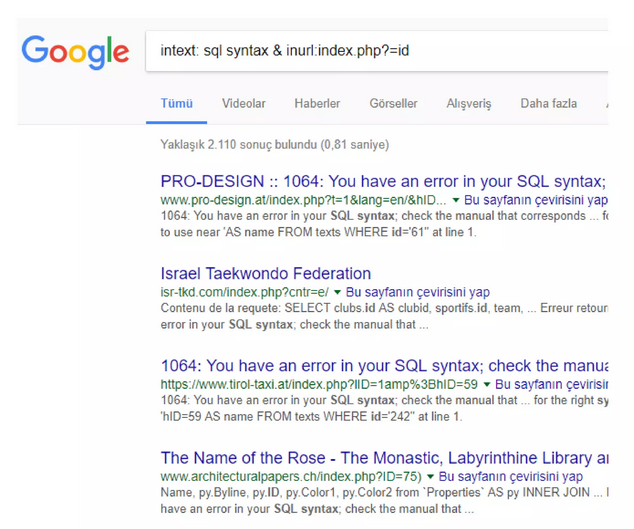 Google
intext: sql syntax & inurl:index.php?=id
Tümü Videolar Haberler Görseller Alışveriş Daha fazla
Yaklaşık 2.110 sonuç bulundu (0,81 saniye)
PRO-DESIGN :: 1064: You have an error in your SQL syntax;
www.pro-design.at/index.php?t=1&lang=en/&hID... ▼ Bu sayfanın çevirisini yap
1064: You have an error in your SQL syntax; check the manual that corresponds ... fo
to use near 'AS name FROM texts WHERE id='61'' at line 1.
Israel Taekwondo Federation
isr-tkd.com/index.php?cntr=e/ ▼ Bu sayfanın çevirisini yap
Contenu de la requete: SELECT clubs.id AS clubid, sportifs.id, team, ... Erreur retour
error in your SQL syntax; check the manual that ...
1064: You have an error in your SQL syntax; check the manua
https://www.tirol-taxi.at/index.php?lID=1amp%3BhID=59 ▼ Bu sayfanın çevirisin
1064: You have an error in your SQL syntax; check the manual that ... for the right sy
'hID=59 AS name FROM texts WHERE id='242'' at line 1.
The Name of the Rose - The Monastic, Labyrinthine Library an
www.architecturalpapers.ch/index.php?ID=75) ▼ Bu sayfanın çevirisini yap
Name, py.Byline, py.ID, py.Color1, py.Color2 from `Properties` AS py INNER JOIN ... I
have an error in your SQL syntax; check the manual that ...